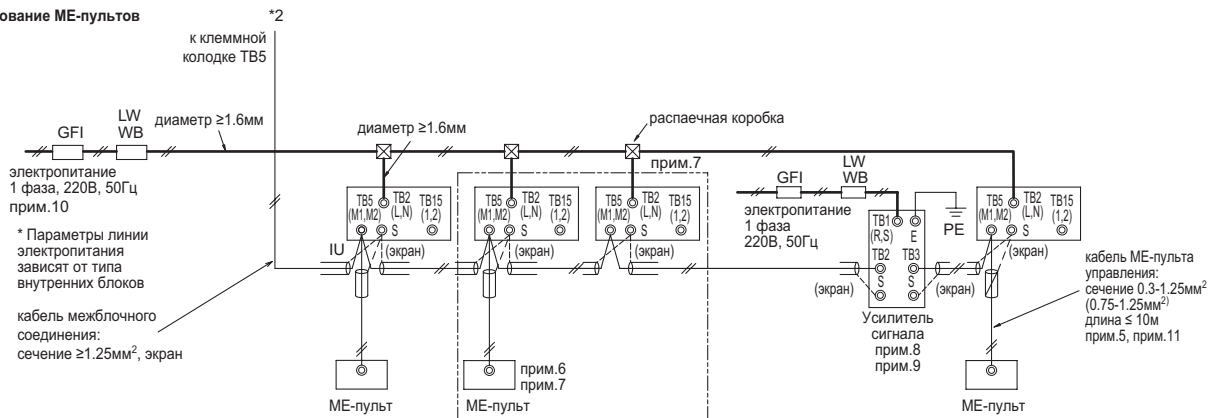 ование МЕ-пультов
*2
к клеммной
колодке TB5
GFI
LW
WB
диаметр ≥1.6мм
диаметр ≥1.6мм
распаечная коробка
прим.7
электропитание
1 фаза, 220В, 50Гц
прим.10
* Параметры линии
электропитания
зависят от типа
внутренних блоков
кабель межблочного
соединения:
сечение ≥1.25мм², экран
IU
TB5
(M1,M2)
TB2
(L,N)
TB15
(1,2)
S
(экран)
МЕ-пульт
TB5
(M1,M2)
TB2
(L,N)
TB15
(1,2)
S
(экран)
прим.6
прим.7
МЕ-пульт
TB5
(M1,M2)
TB2
(L,N)
TB15
(1,2)
S
(экран)
GFI
LW
WB
электропитание
1 фаза
220В, 50Гц
TB1
(R,S)
E
PE
TB2
TB3
S
S
(экран)
(экран)
Усилитель
сигнала
прим.8
прим.9
TB5
(M1,M2)
TB2
(L,N)
TB15
(1,2)
S
(экран)
МЕ-пульт
кабель МЕ-пульта
управления:
сечение 0.3-1.25мм²
(0.75-1.25мм²)
длина ≤ 10м
прим.5, прим.11